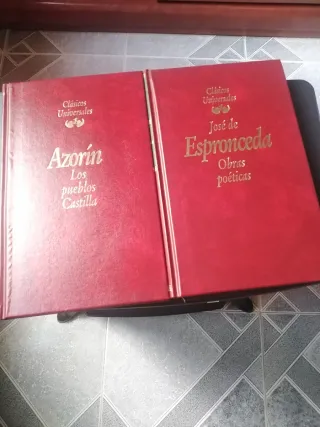 Clásicos
Universales
Azorín
Los
pueblos
Castilla
Clásicos
Universales
José de
Espronceda
Obras
poéticas